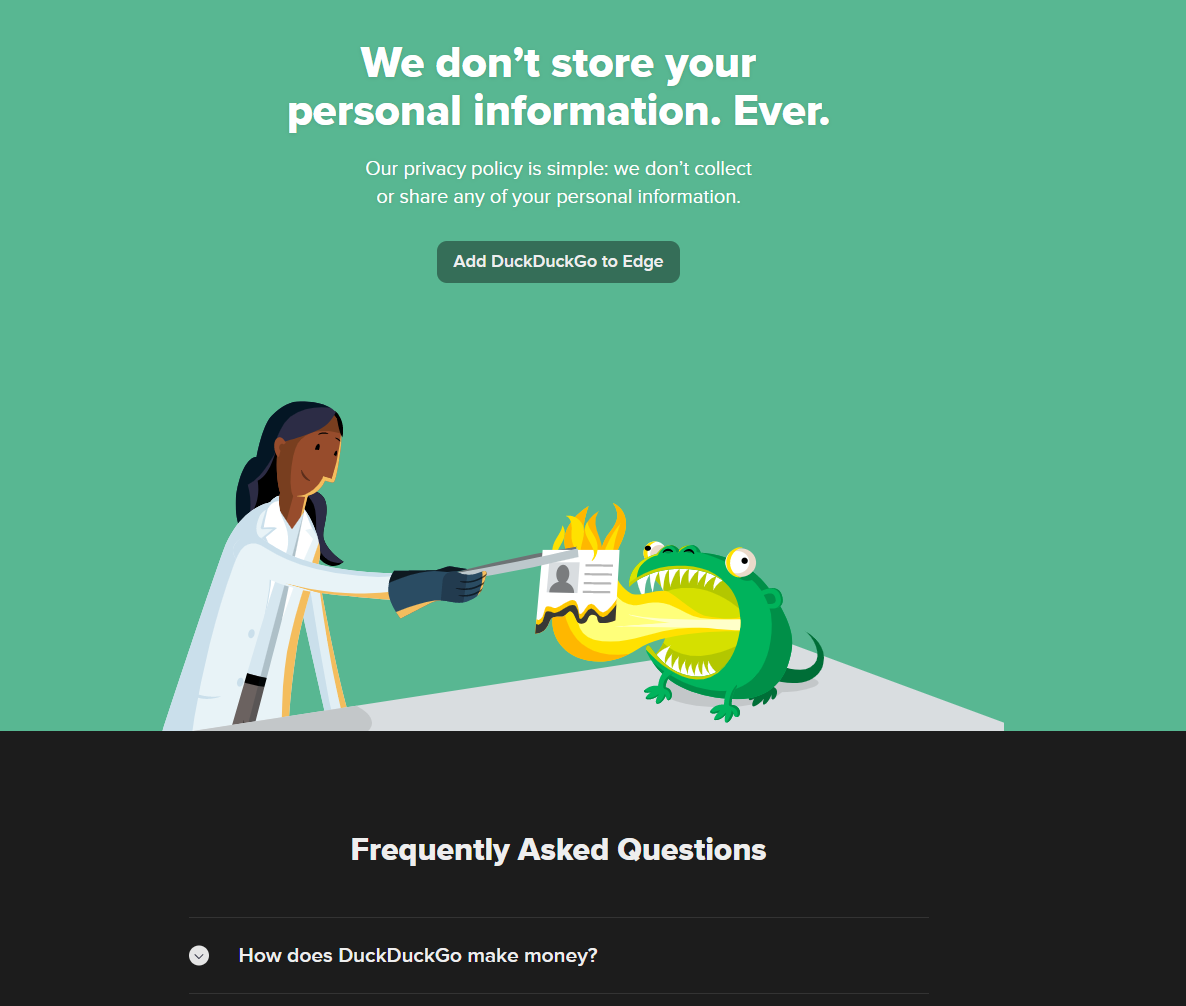 We don’t store your
personal information. Ever.
Our privacy policy is simple: we don’t collect
or share any of your personal information.
Add DuckDuckGo to Edge
Frequently Asked Questions
How does DuckDuckGo make money?